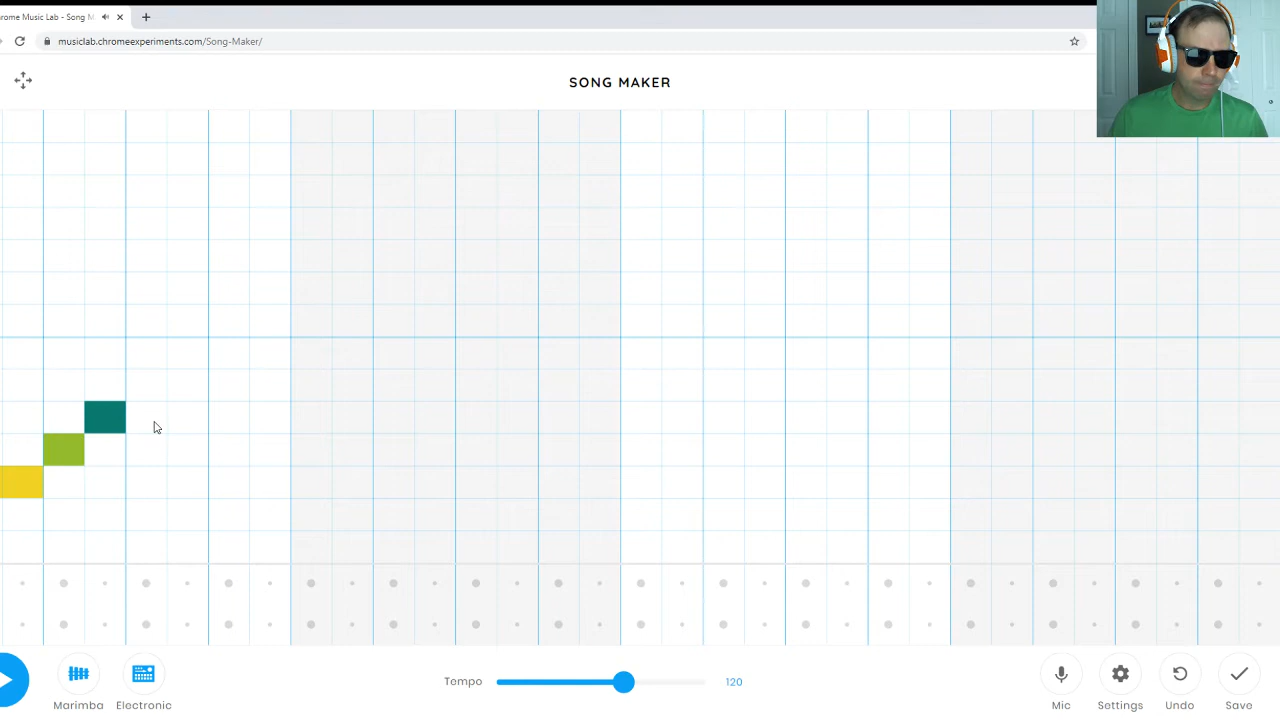 rome Music Lab - Song M
musiclab.chromeexperiments.com/Song-Maker/
SONG MAKER
Marimba
Electronic
Tempo
120
Mic
Settings
Undo
Save